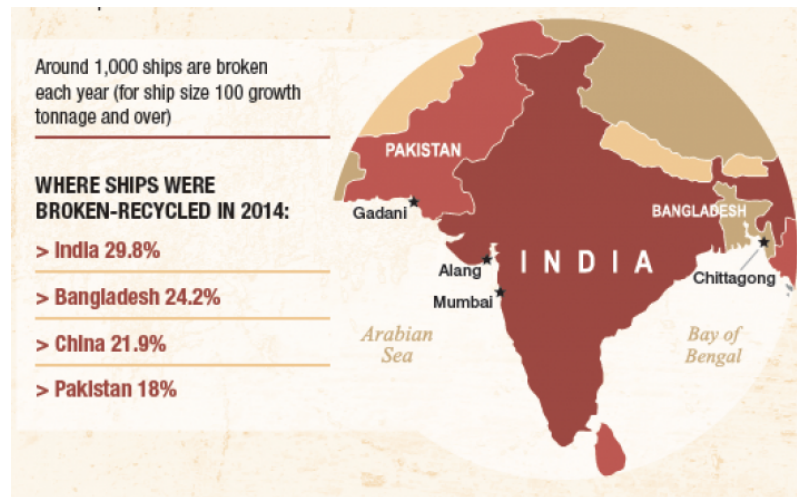 Around 1,000 ships are broken
each year (for ship size 100 growth
tonnage and over)
WHERE SHIPS WERE
BROKEN-RECYCLED IN 2014:
> India 29.8%
> Bangladesh 24.2%
> China 21.9%
> Pakistan 18%
PAKISTAN
Gadani
BANGLADESH
INDIA
Alang
Chittagong
Mumbai
Arabian
Sea
Bay of
Bengal